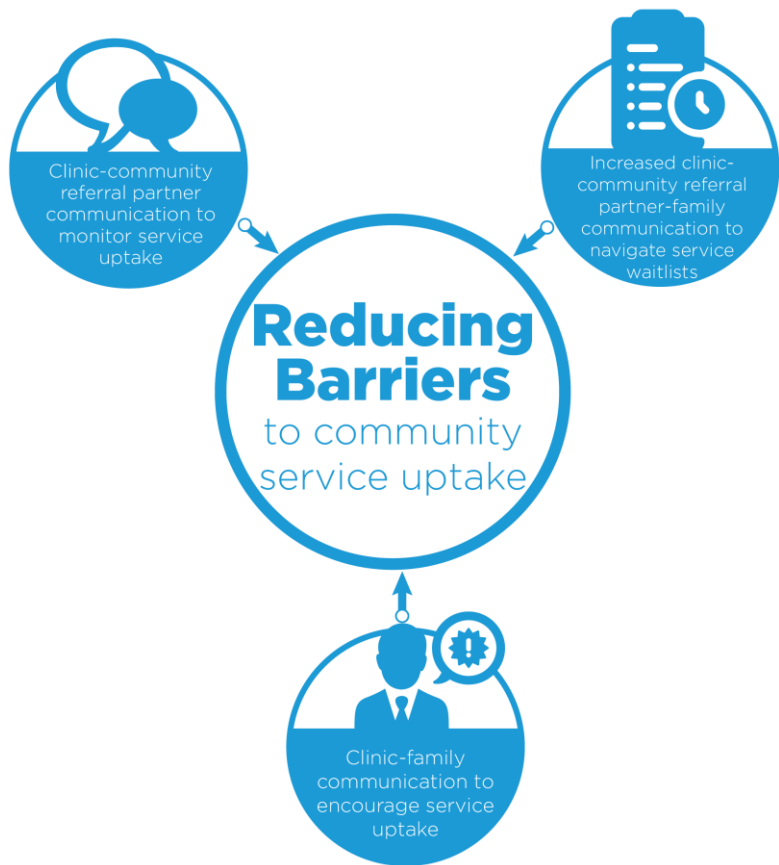 Clinic-community
referral partner
communication to
monitor service
uptake
Increased clinic-
community referral
partner-family
communication to
navigate service
waitlists
Reducing
Barriers
to community
service uptake
!
Clinic-family
communication to
encourage service
uptake